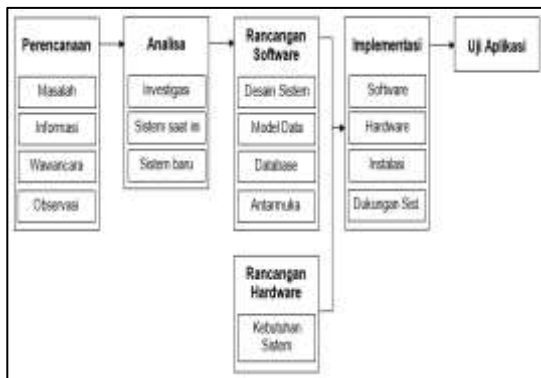 Perencanaan
Masalah
Informasi
Wawancara
Observasi
Analisa
Investigasi
Sistem saat ini
Sistem baru
Rancangan
Software
Desain Sistem
Model Data
Database
Antarmuka
Rancangan
Hardware
Kebutuhan
Sistem
Implementasi
Software
Hardware
Instalasi
Dukungan Sist.
Uji Aplikasi